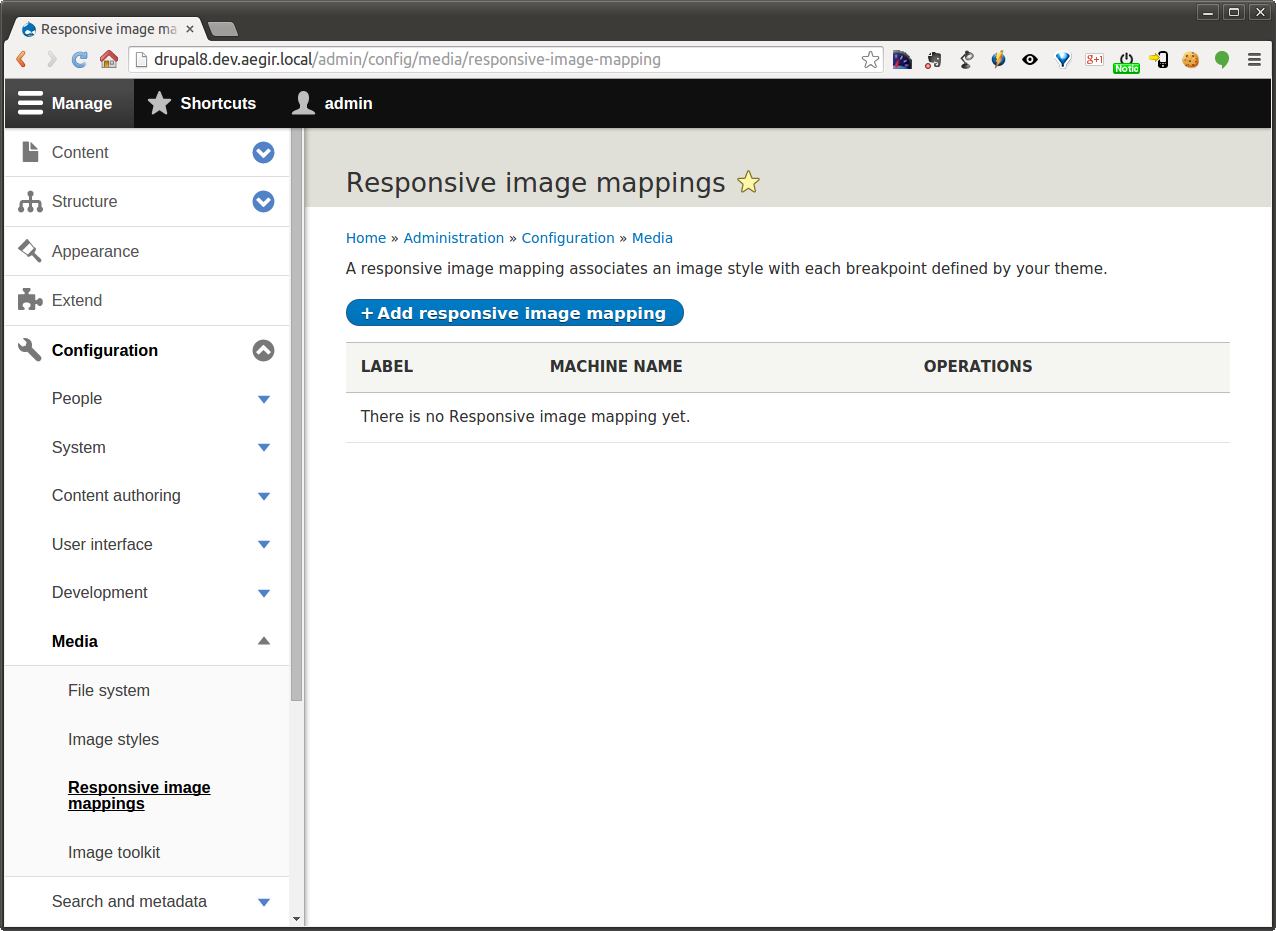 Responsive image ma
drupal8.dev.aegir.local/admin/config/media/responsive-image-mapping
g+1
Notic
Manage
Shortcuts
admin
Content
Structure
Appearance
Extend
Configuration
People
System
Content authoring
User interface
Development
Media
File system
Image styles
Responsive image
mappings
Image toolkit
Search and metadata
Responsive image mappings
Home » Administration » Configuration » Media
A responsive image mapping associates an image style with each breakpoint defined by your theme.
+ Add responsive image mapping
LABEL MACHINE NAME OPERATIONS
There is no Responsive image mapping yet.